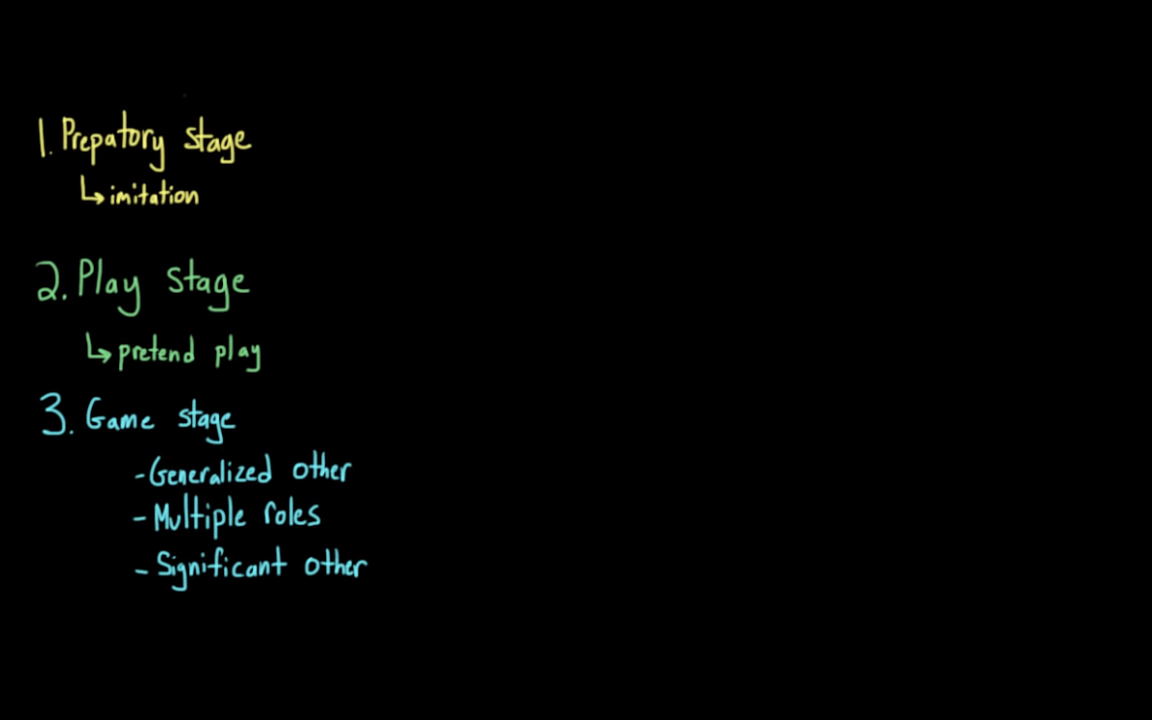 1. Prepatory stage
↳ imitation
2. Play stage
↳ pretend play
3. Game stage
- Generalized other
- Multiple roles
- Significant other